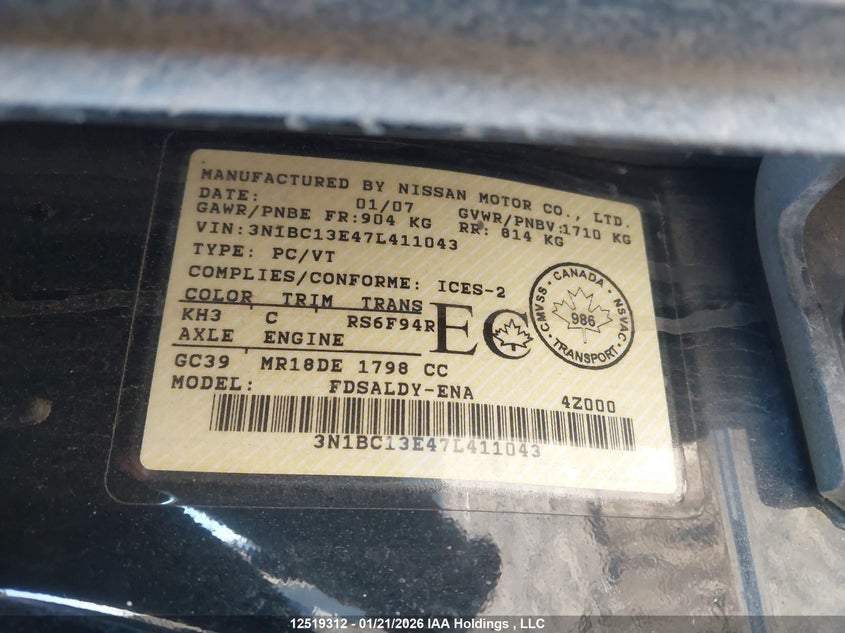 MANUFACTURED BY NISSAN MOTOR CO., LTD.
DATE: 01/07 GVWR/PNBV:1710 KG
GAWR/PNBE FR:904 KG RR: 814 KG
VIN:3N1BC13E47L411043
TYPE: PC/VT
COMPLIES/CONFORME: ICES-2
COLOR TRIM TRANS
KH3 C RS6F94R
AXLE ENGINE
GC39 MR18DE 1798 CC
MODEL: FDSALDY-ENA 4Z000
3N1BC13E47L411043
EC
CMVSS · CANADA · NSVAC
986
· TRANSPORT ·
12519312 - 01/21/2026 IAA Holdings , LLC